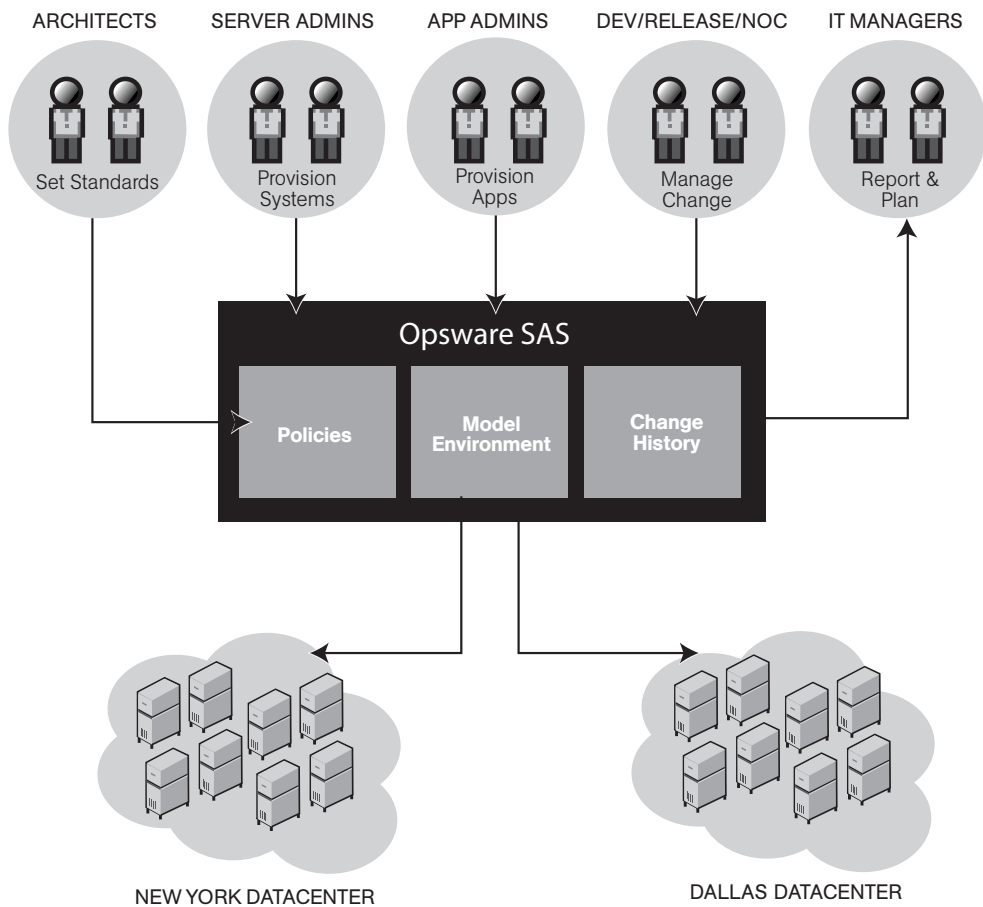 ARCHITECTS
SERVER ADMINS
APP ADMINS
DEV/RELEASE/NOC
IT MANAGERS
Set Standards
Provision
Systems
Provision
Apps
Manage
Change
Report &
Plan
Opsware SAS
Policies
Model
Environment
Change
History
NEW YORK DATACENTER
DALLAS DATACENTER